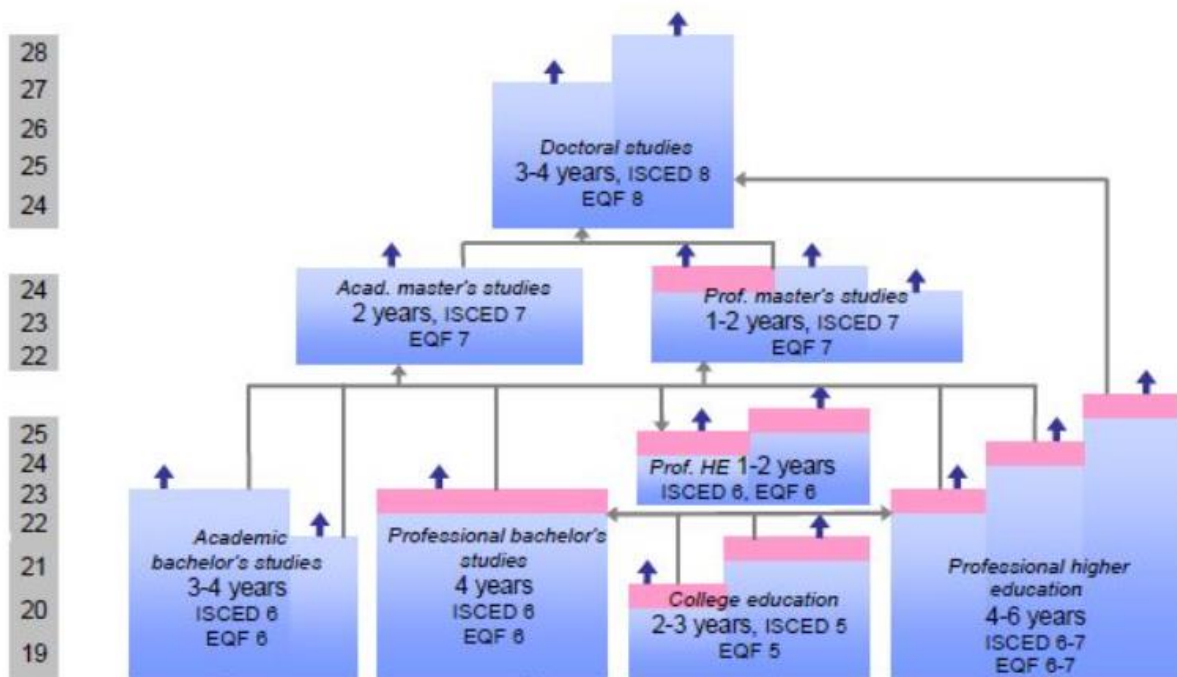 28
27
26
25
24
Doctoral studies
3-4 years, ISCED 8
EQF 8
24
23
22
Acad. master's studies
2 years, ISCED 7
EQF 7
Prof. master's studies
1-2 years, ISCED 7
EQF 7
25
24
23
22
21
20
19
Prof. HE 1-2 years
ISCED 6, EQF 6
Academic
bachelor's studies
3-4 years
ISCED 6
EQF 6
Professional bachelor's
studies
4 years
ISCED 6
EQF 6
College education
2-3 years, ISCED 5
EQF 5
Professional higher
education
4-6 years
ISCED 6-7
EQF 6-7